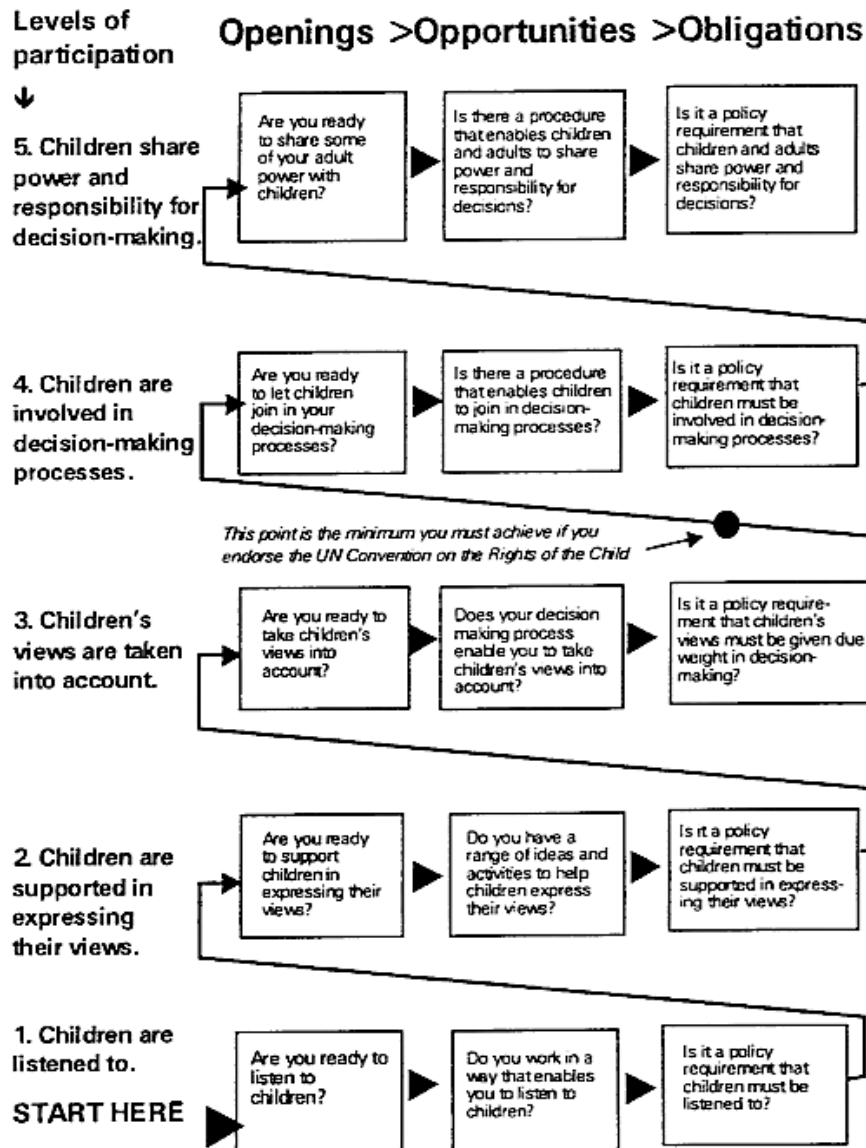 Levels of
participation
Openings >Opportunities >Obligations
5. Children share
power and
responsibility for
decision-making.
Are you ready
to share some
of your adult
power with
children?
Is there a procedure
that enables children
and adults to share
power and
responsibility for
decisions?
Is it a policy
requirement that
children and adults
share power and
responsibility for
decisions?
4. Children are
involved in
decision-making
processes.
Are you ready
to let children
join in your
decision-making
processes?
Is there a procedure
that enables children
to join in decision-
making processes?
Is it a policy
requirement that
children must be
involved in decision-
making processes?
This point is the minimum you must achieve if you
endorse the UN Convention on the Rights of the Child
3. Children's
views are taken
into account.
Are you ready to
take children's
views into
account?
Does your decision
making process
enable you to take
children's views into
account?
Is it a policy require-
ment that children's
views must be given due
weight in decision-
making?
2. Children are
supported in
expressing
their views.
Are you ready
to support
children in
expressing their
views?
Do you have a
range of ideas and
activities to help
children express
their views?
Is it a policy
requirement that
children must be
supported in express-
ing their views?
1. Children are
listened to.
START HERE
Are you ready to
listen to
children?
Do you work in a
way that enables
you to listen to
children?
Is it a policy
requirement that
children must be
listened to?